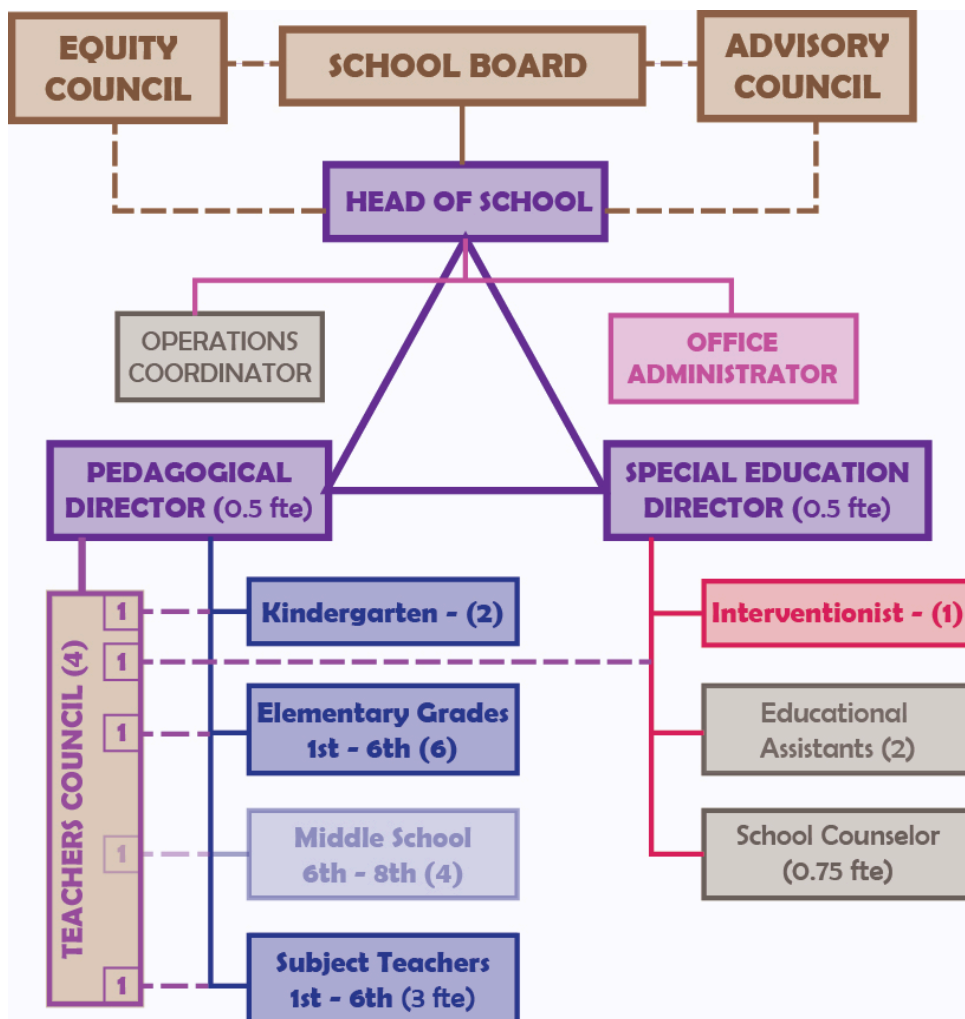 EQUITY
COUNCIL
SCHOOL BOARD
ADVISORY
COUNCIL
HEAD OF SCHOOL
OPERATIONS
COORDINATOR
OFFICE
ADMINISTRATOR
PEDAGOGICAL
DIRECTOR (0.5 fte)
SPECIAL EDUCATION
DIRECTOR (0.5 fte)
TEACHERS COUNCIL (4)
1
1
1
1
1
Kindergarten - (2)
Elementary Grades
1st - 6th (6)
Middle School
6th - 8th (4)
Subject Teachers
1st - 6th (3 fte)
Interventionist - (1)
Educational
Assistants (2)
School Counselor
(0.75 fte)